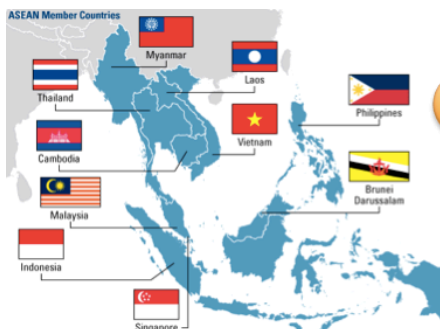 ASEAN Member Countries
Myanmar
Laos
Thailand
Philippines
Vietnam
Cambodia
Brunei
Darussalam
Malaysia
Indonesia
Singapore